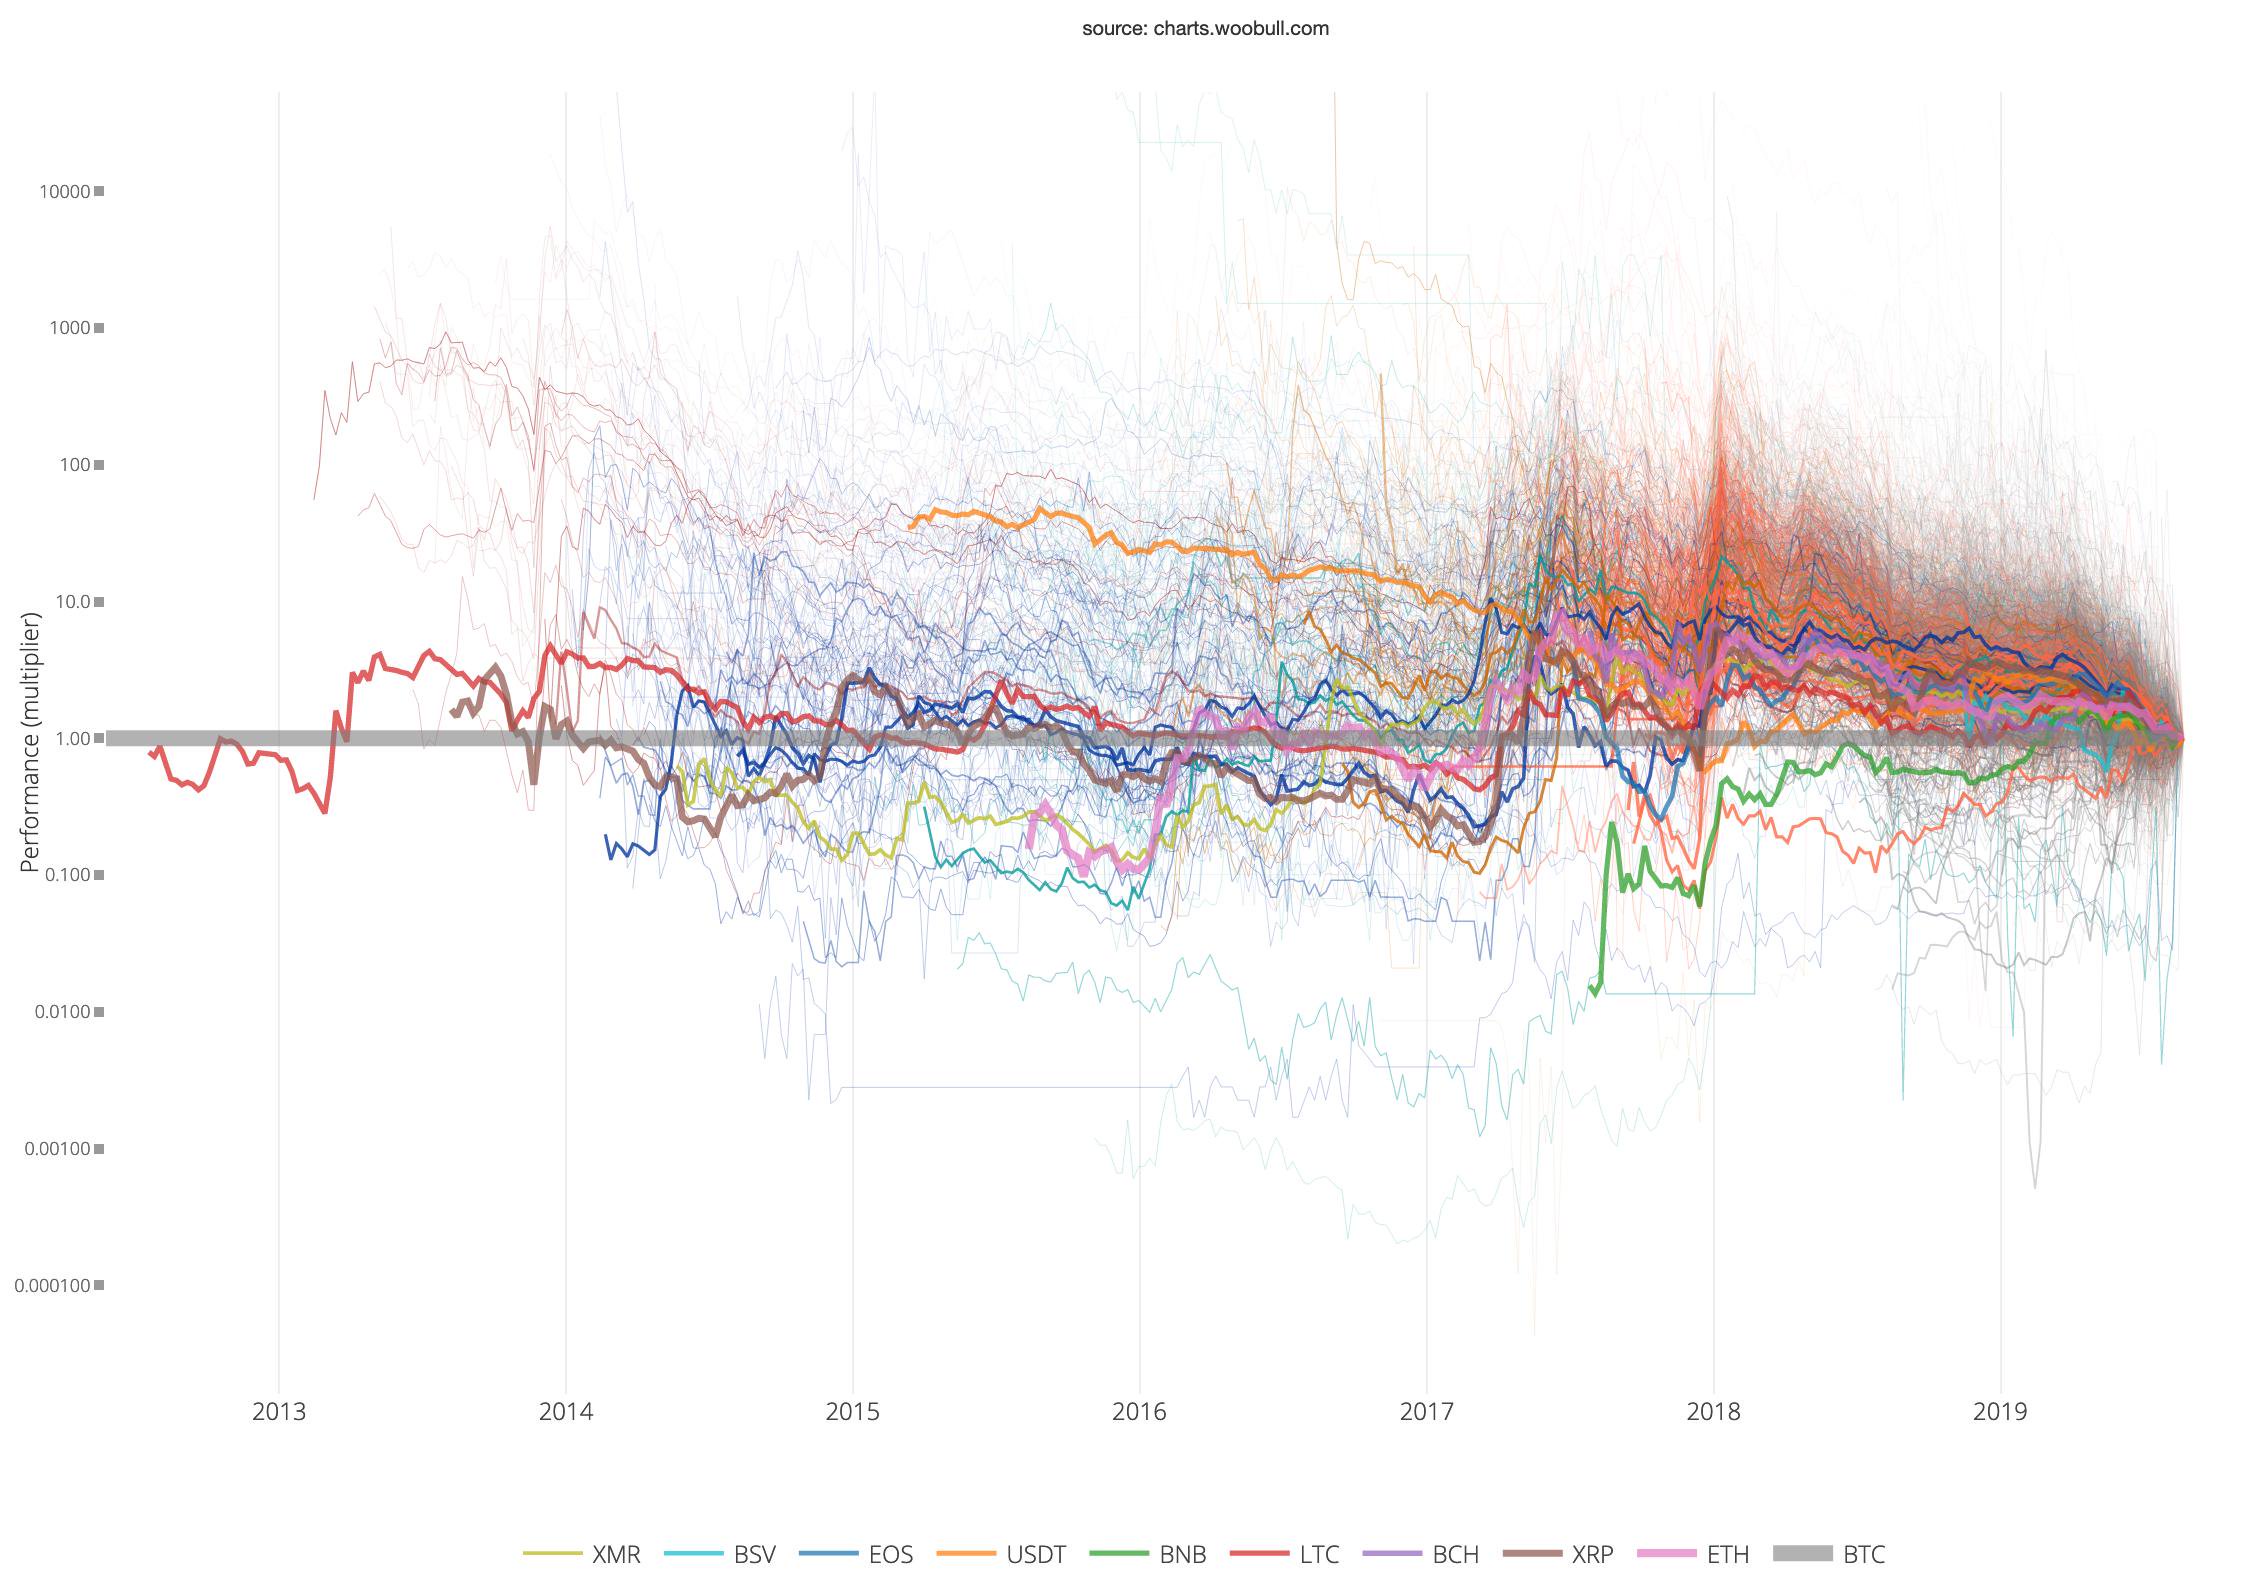 source: charts.woobull.com
Performance (multiplier)
10000
1000
100
10.0
1.00
0.100
0.0100
0.00100
0.000100
2013 2014 2015 2016 2017 2018 2019
XMR BSV EOS USDT BNB LTC BCH XRP ETH BTC